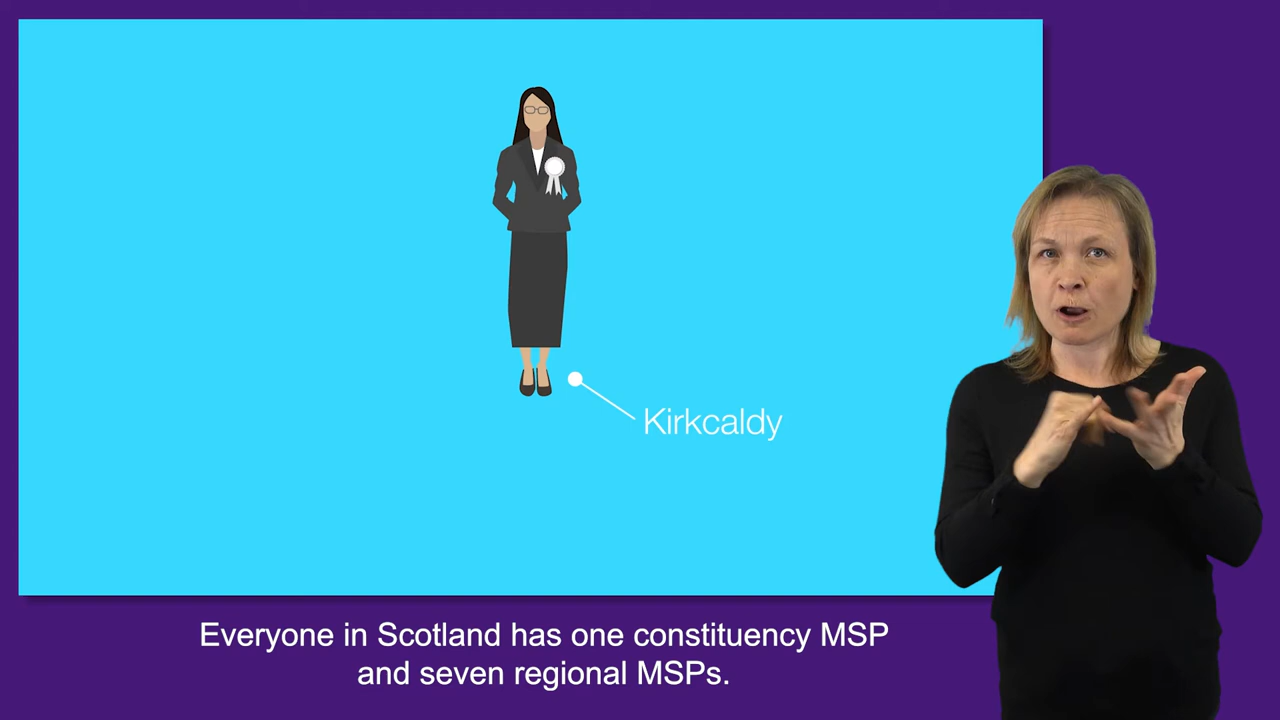 Kirkcaldy
Everyone in Scotland has one constituency MSP
and seven regional MSPs.